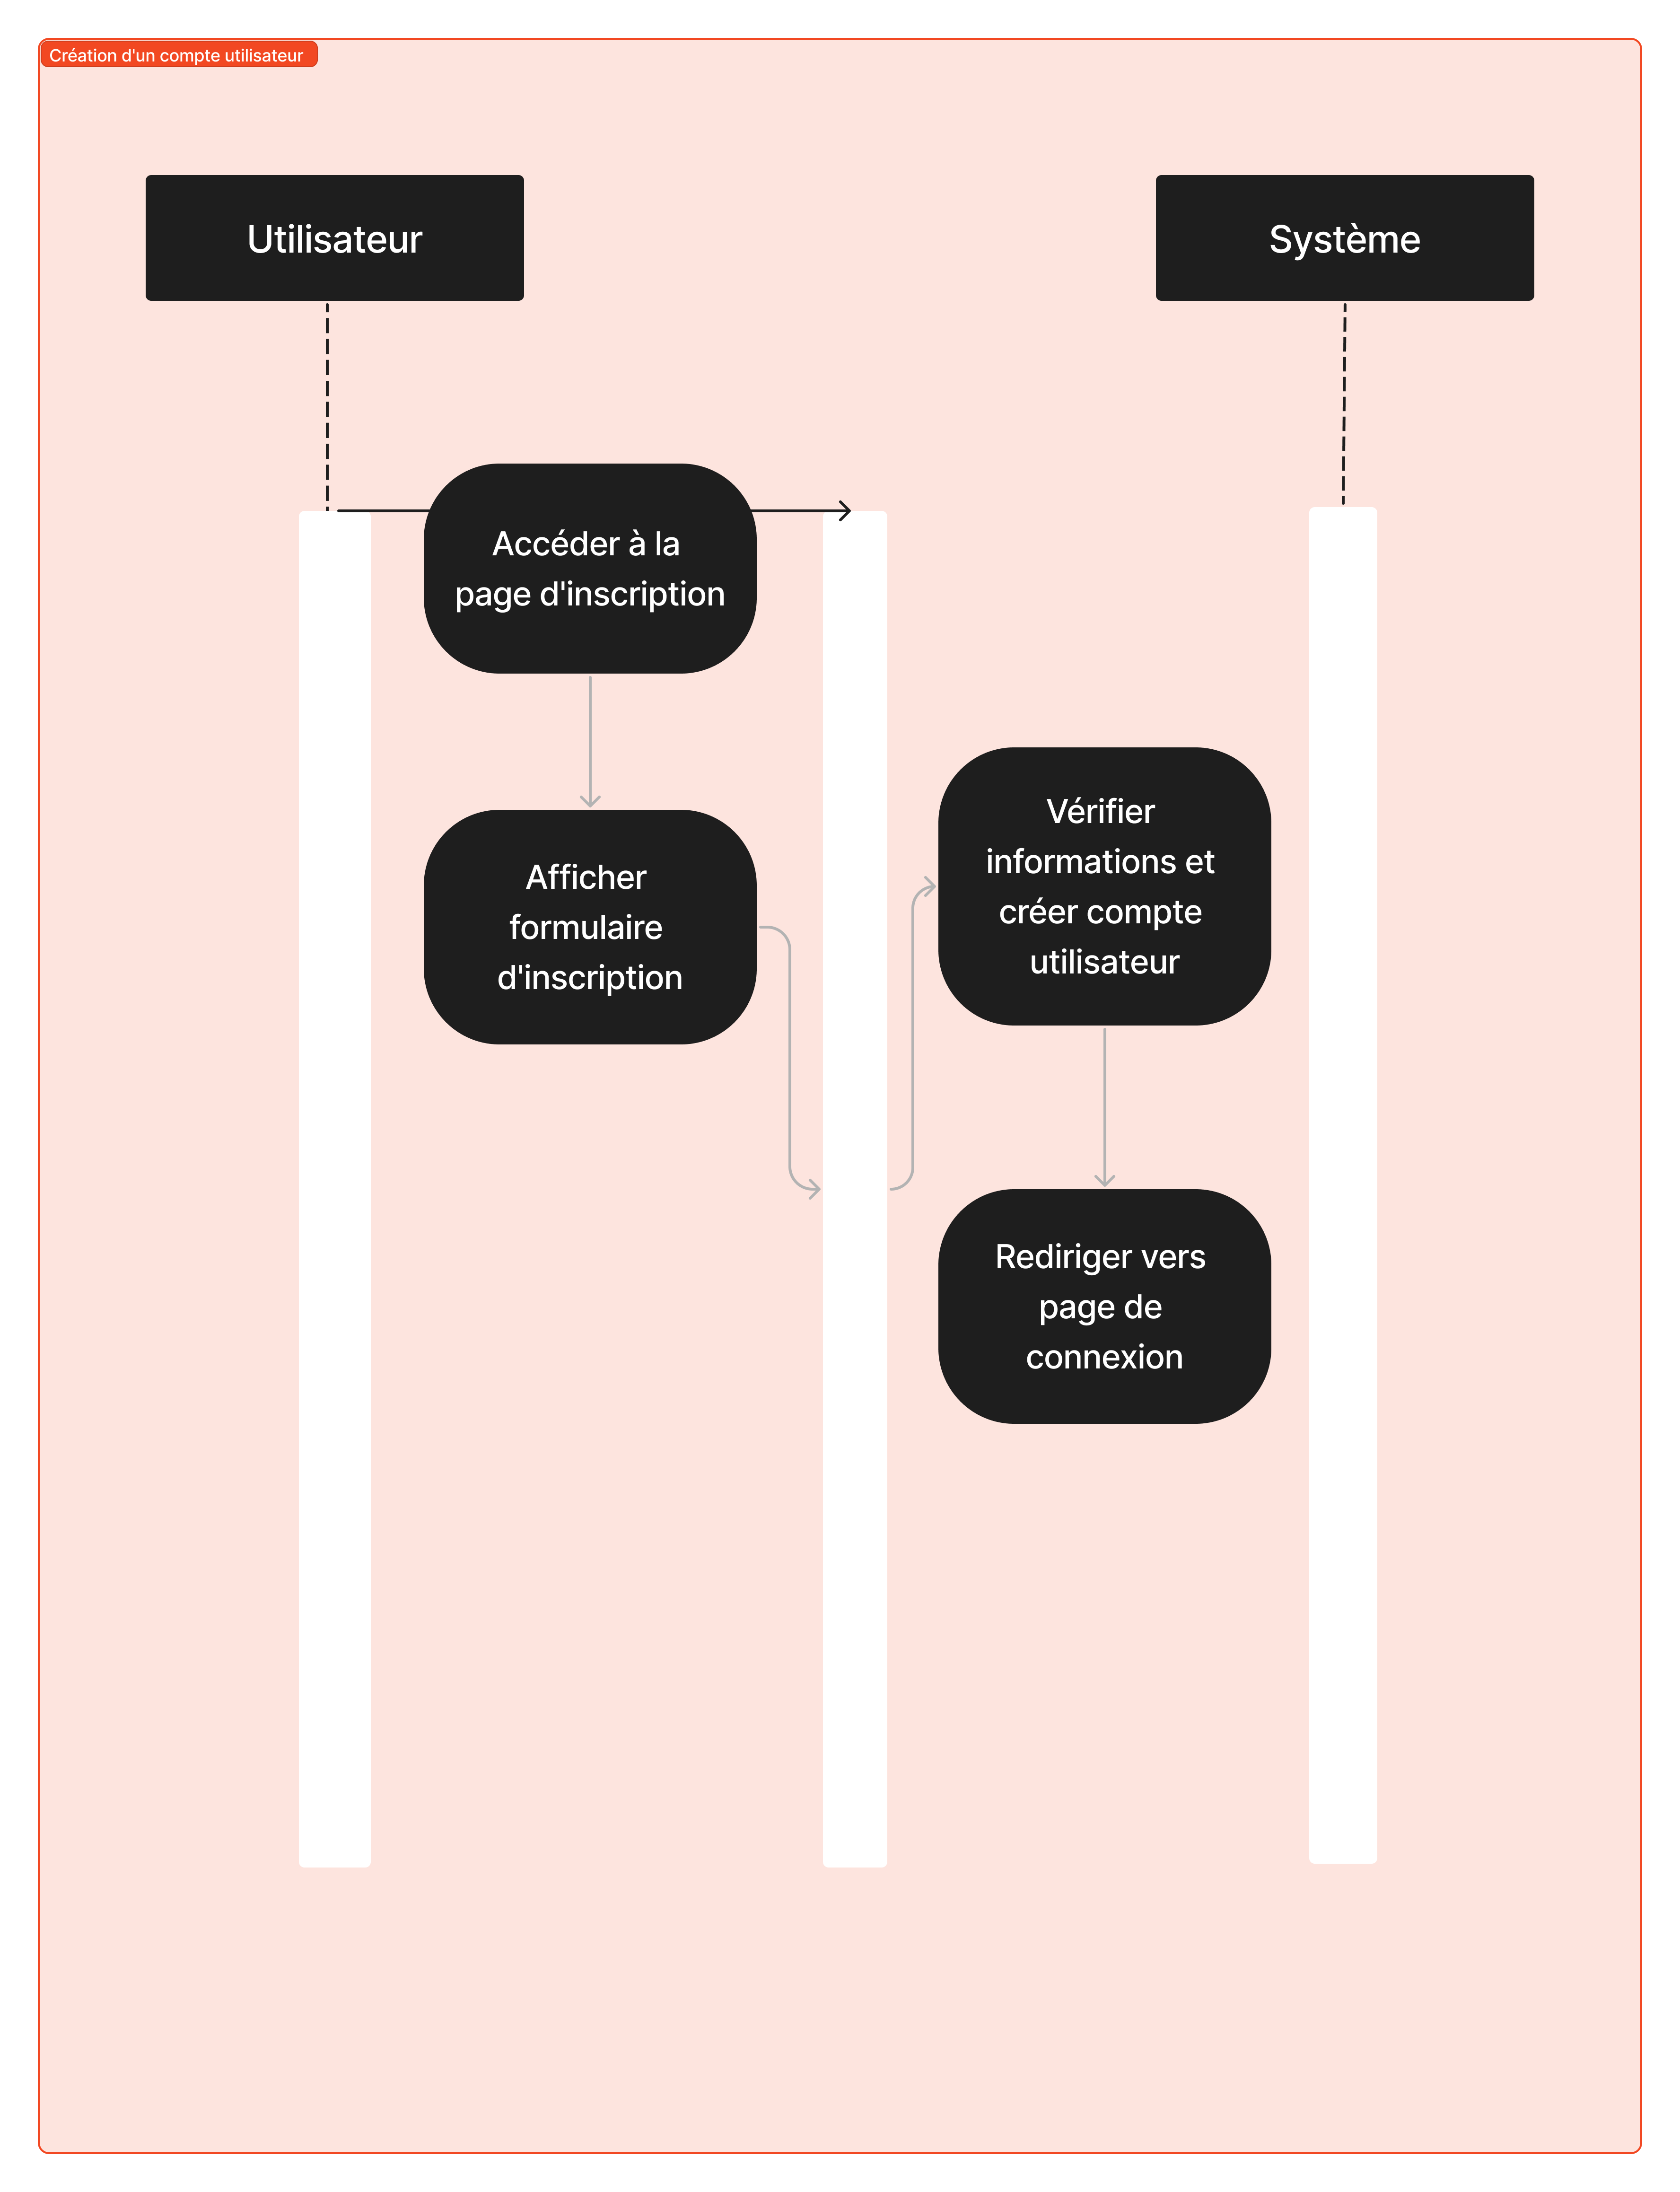 Création d'un compte utilisateur
Utilisateur
Système
Accéder à la
page d'inscription
Afficher
formulaire
d'inscription
Vérifier
informations et
créer compte
utilisateur
Rediriger vers
page de
connexion